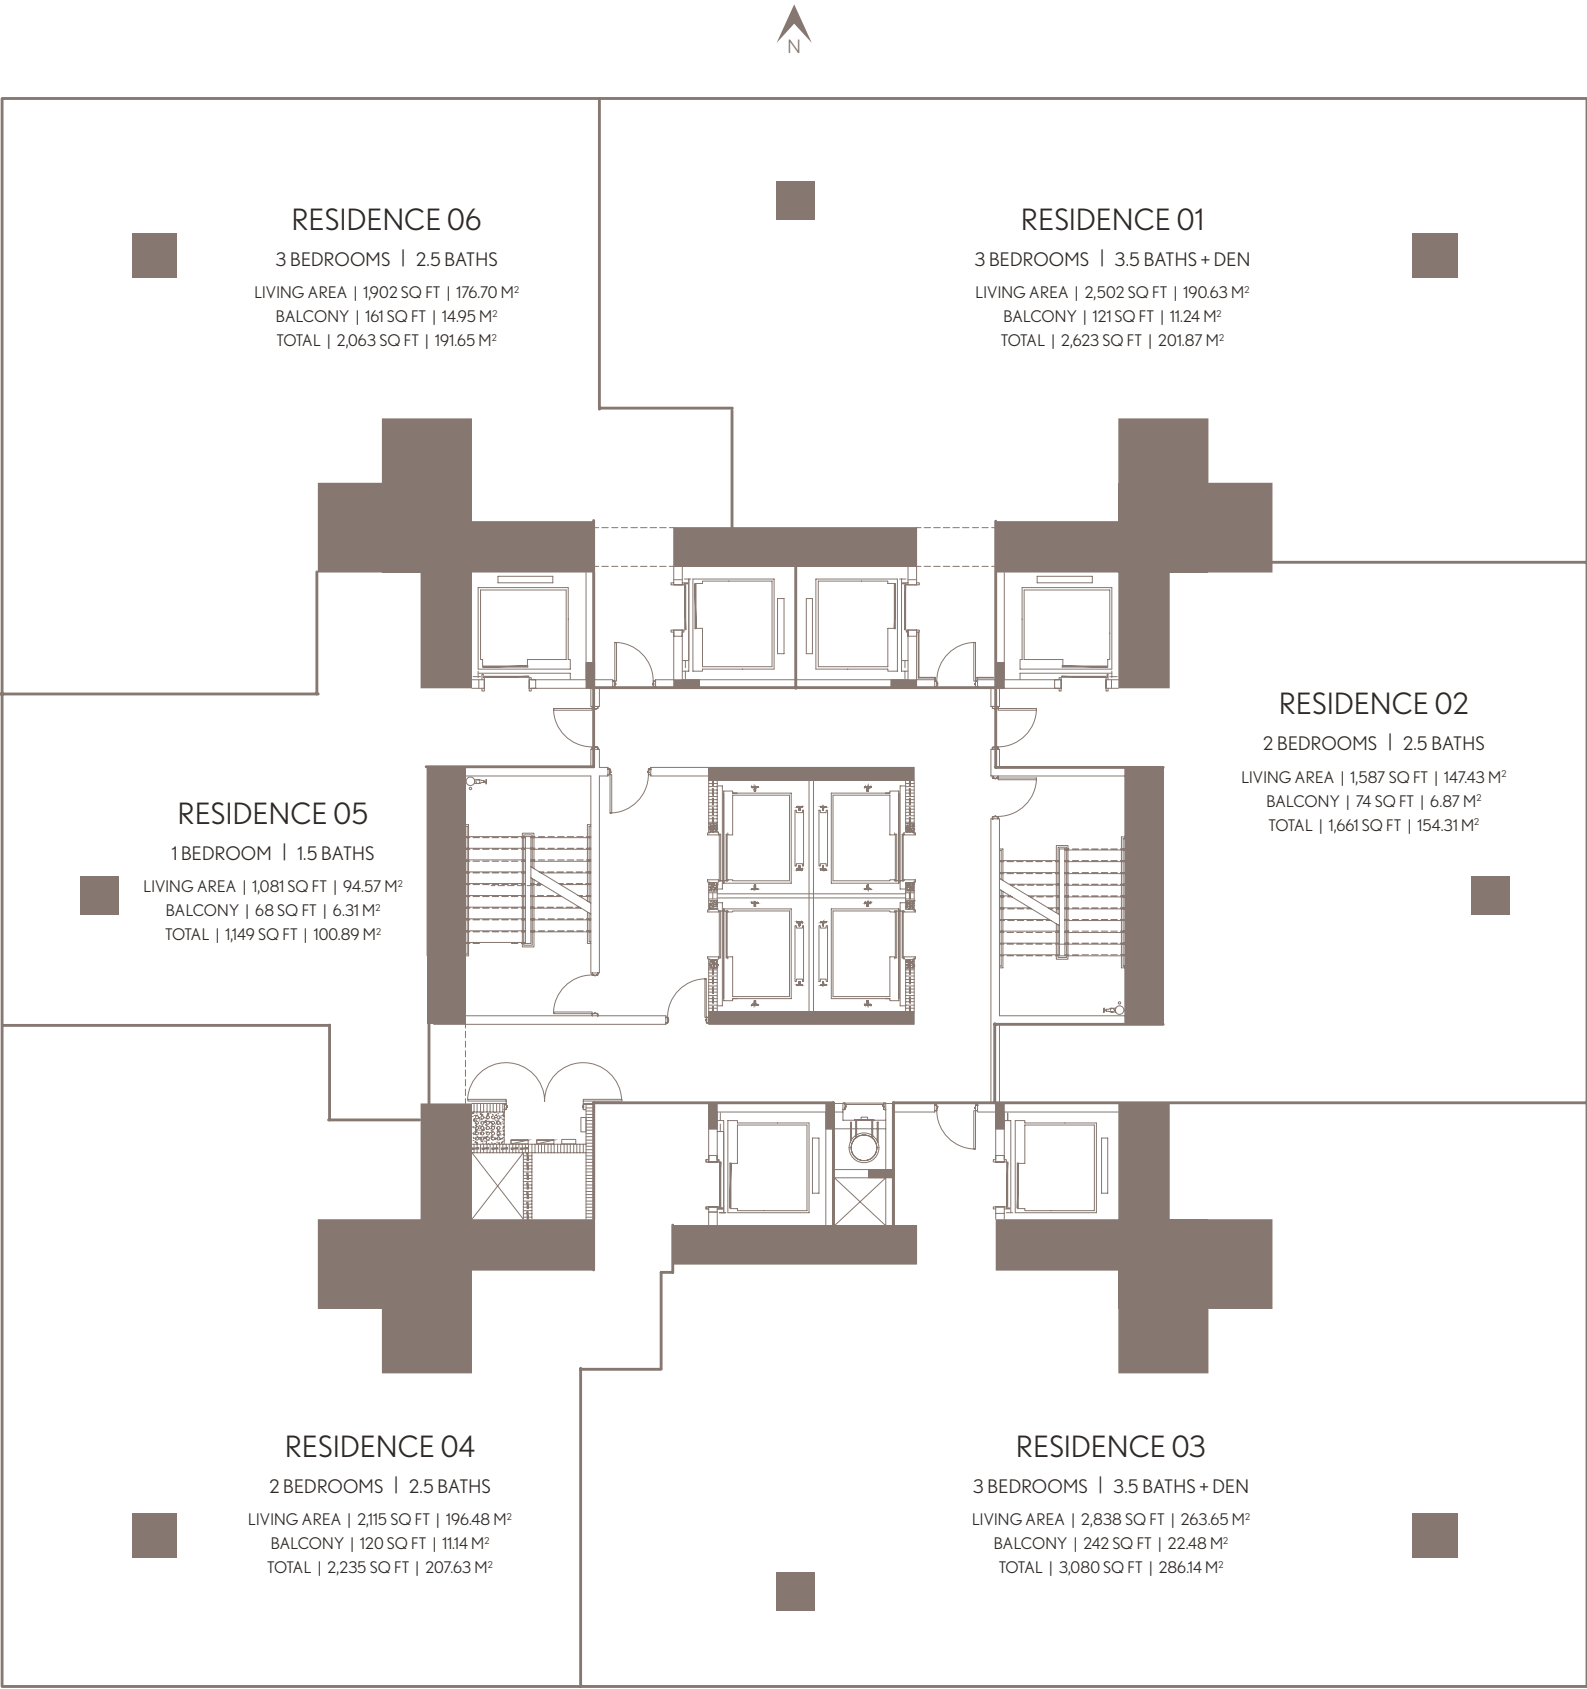 N
RESIDENCE 06
3 BEDROOMS | 2.5 BATHS
LIVING AREA | 1,902 SQ FT | 176.70 M²
BALCONY | 161 SQ FT | 14.95 M²
TOTAL | 2,063 SQ FT | 191.65 M²
RESIDENCE 01
3 BEDROOMS | 3.5 BATHS + DEN
LIVING AREA | 2,502 SQ FT | 190.63 M²
BALCONY | 121 SQ FT | 11.24 M²
TOTAL | 2,623 SQ FT | 201.87 M²
RESIDENCE 02
2 BEDROOMS | 2.5 BATHS
LIVING AREA | 1,587 SQ FT | 147.43 M²
BALCONY | 74 SQ FT | 6.87 M²
TOTAL | 1,661 SQ FT | 154.31 M²
RESIDENCE 05
1 BEDROOM | 1.5 BATHS
LIVING AREA | 1,081 SQ FT | 94.57 M²
BALCONY | 68 SQ FT | 6.31 M²
TOTAL | 1,149 SQ FT | 100.89 M²
RESIDENCE 04
2 BEDROOMS | 2.5 BATHS
LIVING AREA | 2,115 SQ FT | 196.48 M²
BALCONY | 120 SQ FT | 11.14 M²
TOTAL | 2,235 SQ FT | 207.63 M²
RESIDENCE 03
3 BEDROOMS | 3.5 BATHS + DEN
LIVING AREA | 2,838 SQ FT | 263.65 M²
BALCONY | 242 SQ FT | 22.48 M²
TOTAL | 3,080 SQ FT | 286.14 M²